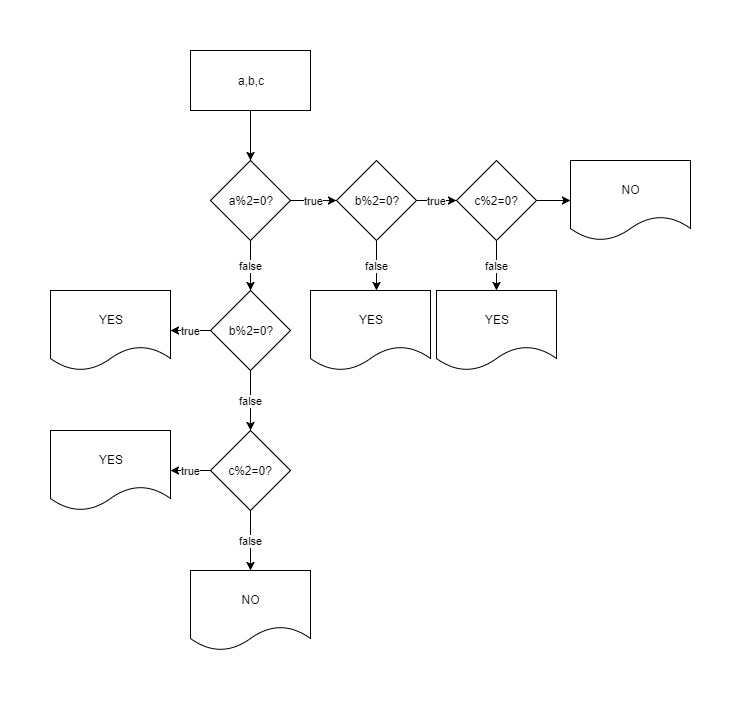 a,b,c
a%2=0?
true
b%2=0?
true
c%2=0?
NO
false
false
false
YES
true
b%2=0?
YES
YES
false
YES
true
c%2=0?
false
NO